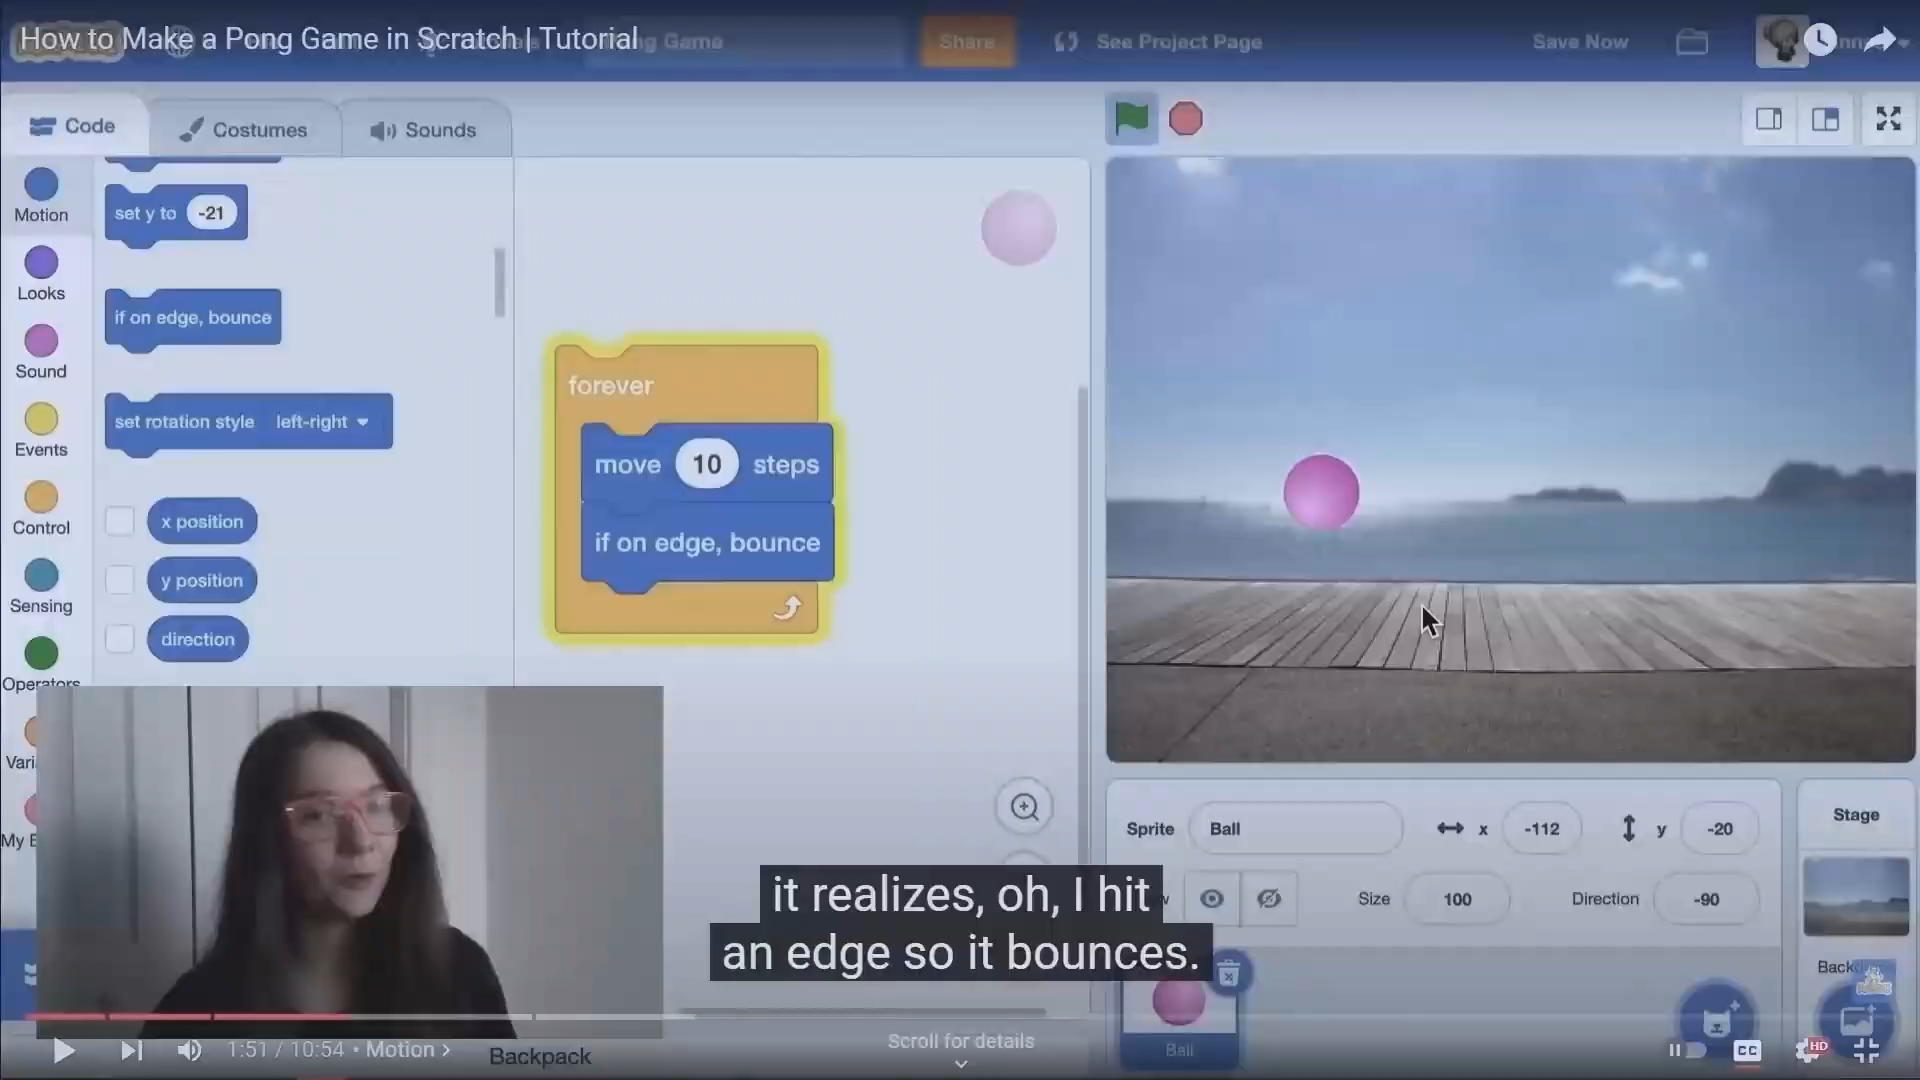 How to Make a Pong Game in Scratch | Tutorial
Share
See Project Page
Save Now
Code
Costumes
Sounds
Motion
Looks
Sound
Events
Control
Sensing
Operators
set y to -21
if on edge, bounce
set rotation style left-right
x position
y position
direction
forever
move 10 steps
if on edge, bounce
Sprite Ball x -112 y -20
Size 100 Direction -90
Stage
Ball
it realizes, oh, I hit
an edge so it bounces.
1:51 / 10:54 • Motion
Backpack
Scroll for details
CC
HD